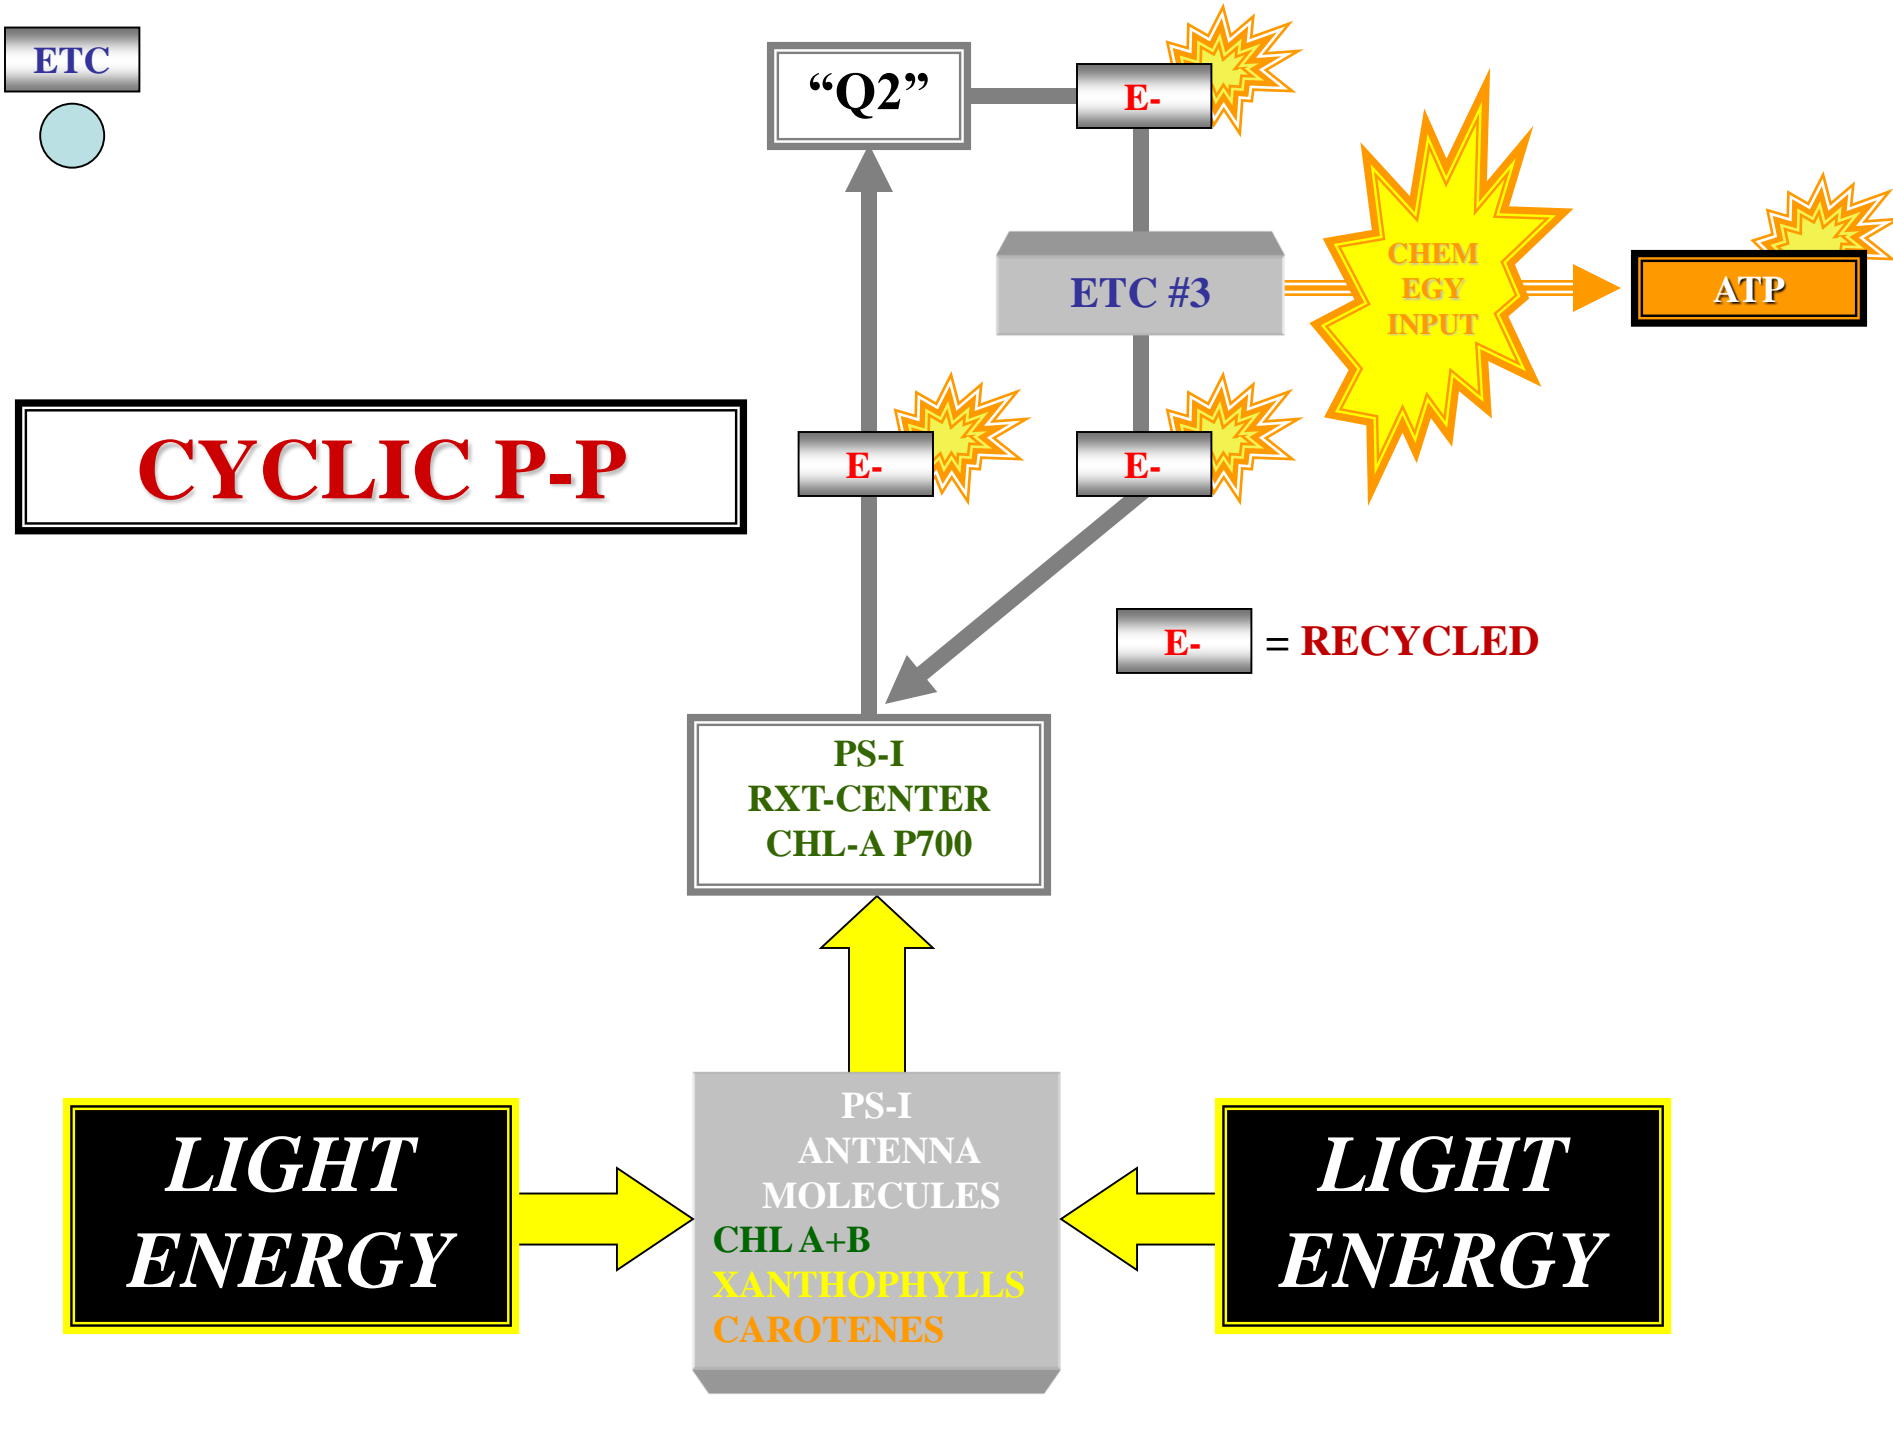 ETC
“Q2”
E-
CHEM
EGY
INPUT
ETC #3
ATP
CYCLIC P-P
E-
E-
E-
= RECYCLED
PS-I
RXT-CENTER
CHL-A P700
LIGHT
ENERGY
PS-I
ANTENNA
MOLECULES
CHL A+B
XANTHOPHYLLS
CAROTENES
LIGHT
ENERGY